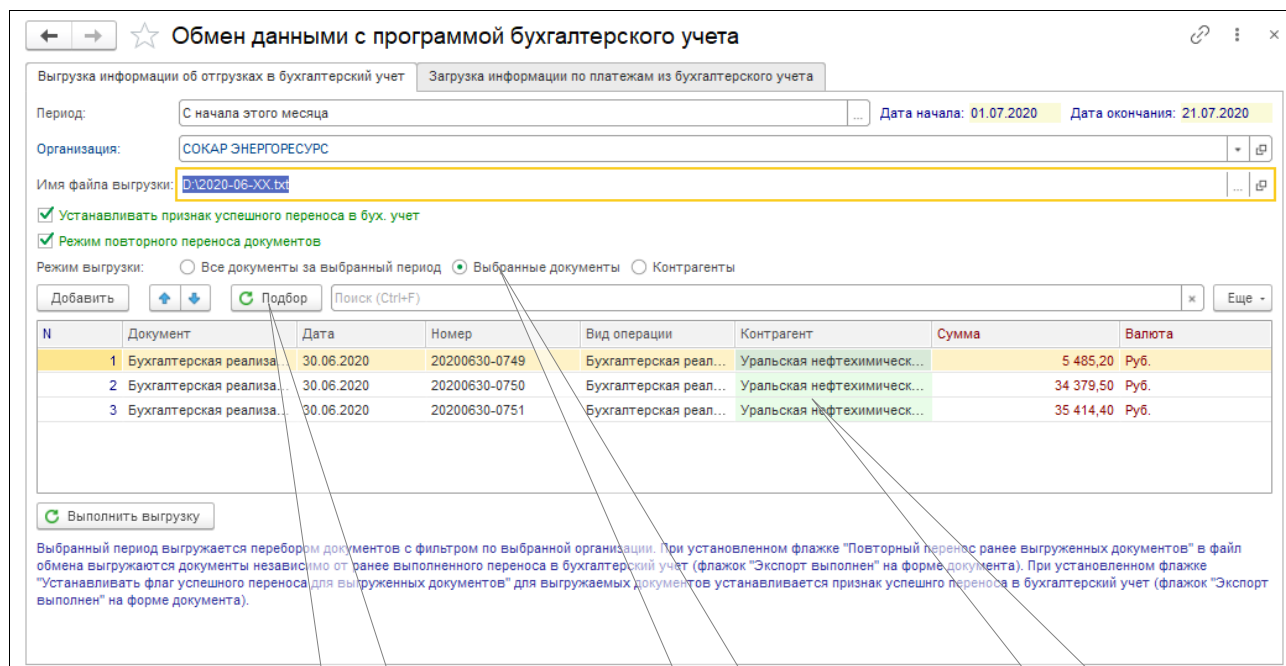 Обмен данными с программой бухгалтерского учета
Выгрузка информации об отгрузках в бухгалтерский учет Загрузка информации по платежам из бухгалтерского учета
Период: С начала этого месяца ... Дата начала: 01.07.2020 Дата окончания: 21.07.2020
Организация: СОКАР ЭНЕРГОРЕСУРС
Имя файла выгрузки: D:\2020-06-XX.txt ...
Устанавливать признак успешного переноса в бух. учет
Режим повторного переноса документов
Режим выгрузки: Все документы за выбранный период Выбранные документы Контрагенты
Добавить Подбор Поиск (Ctrl+F) × Еще
N Документ Дата Номер Вид операции Контрагент Сумма Валюта
1 Бухгалтерская реализа... 30.06.2020 20200630-0749 Бухгалтерская реал... Уральская нефтехимическ... 5 485,20 Руб.
2 Бухгалтерская реализа... 30.06.2020 20200630-0750 Бухгалтерская реал... Уральская нефтехимическ... 34 379,50 Руб.
3 Бухгалтерская реализа... 30.06.2020 20200630-0751 Бухгалтерская реал... Уральская нефтехимическ... 35 414,40 Руб.
Выполнить выгрузку
Выбранный период выгружается перебором документов с фильтром по выбранной организации. При установленном флажке "Повторный перенос ранее выгруженных документов" в файл
обмена выгружаются документы независимо от ранее выполненного переноса в бухгалтерский учет (флажок "Экспорт выполнен" на форме документа). При установленном флажке
"Устанавливать флаг успешного переноса для выгруженных документов" для выгружаемых документов устанавливается признак успешнго переноса в бухгалтерский учет (флажок "Экспорт
выполнен" на форме документа).